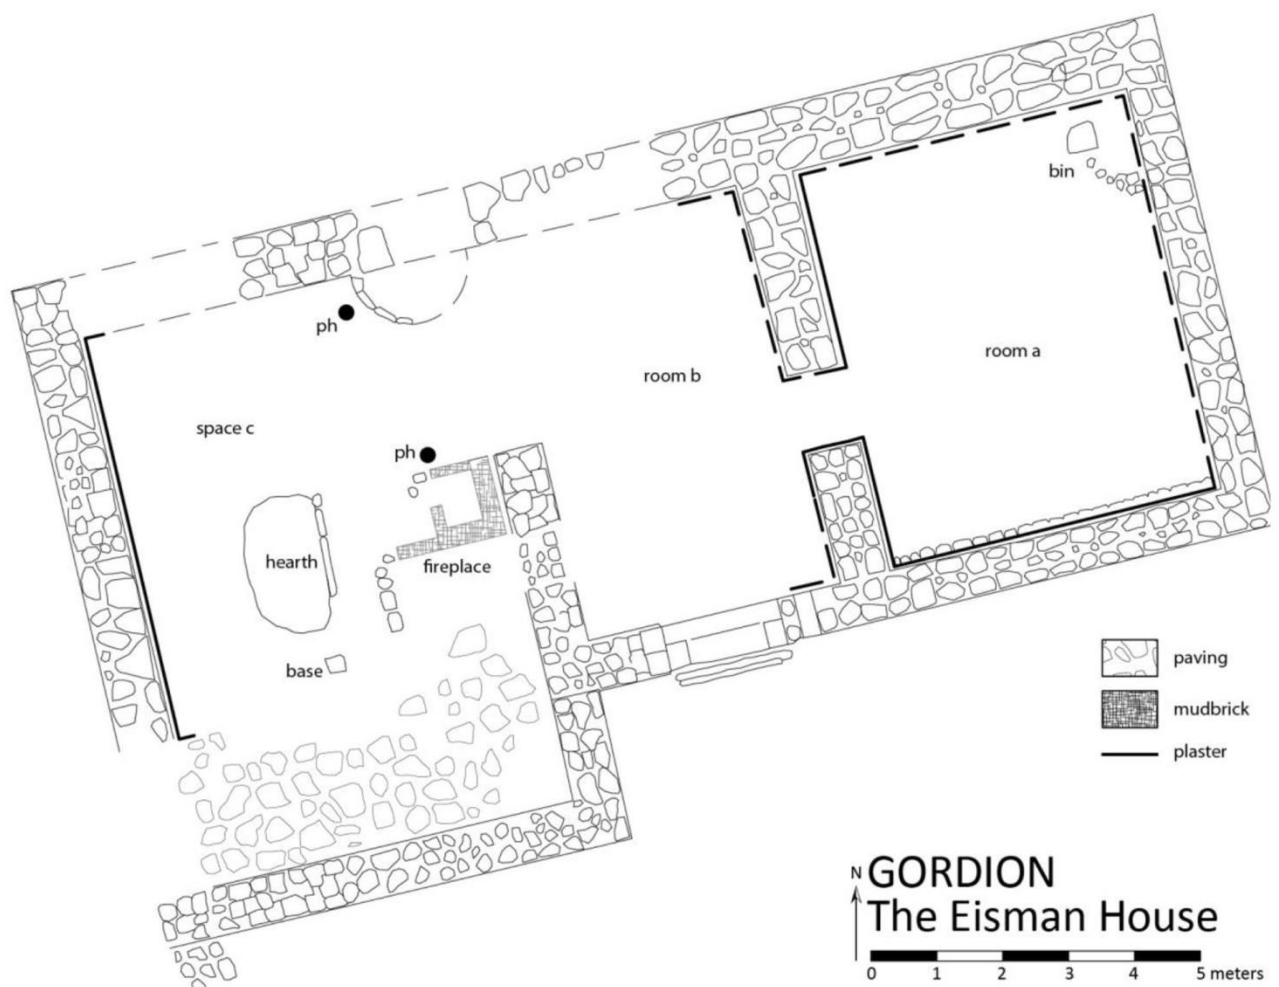 bin
ph
room a
room b
space c
ph
hearth
fireplace
base
paving
mudbrick
plaster
N
GORDION
The Eisman House
0 1 2 3 4 5 meters